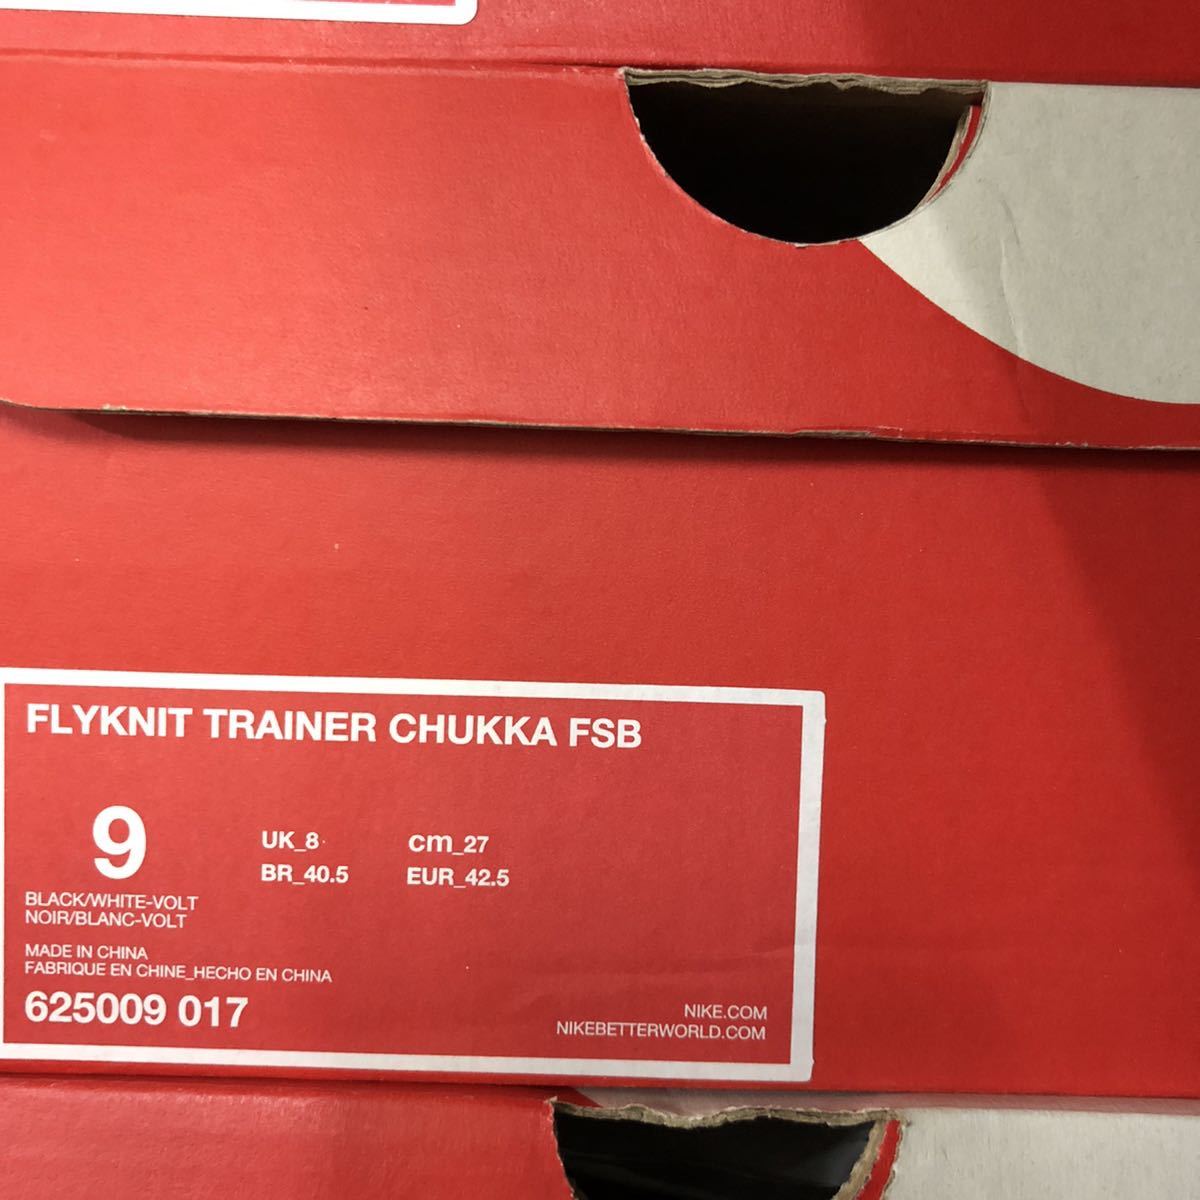 FLYKNIT TRAINER CHUKKA FSB
9
UK_8 cm_27
BR_40.5 EUR_42.5
BLACK/WHITE-VOLT
NOIR/BLANC-VOLT
MADE IN CHINA
FABRIQUE EN CHINE_HECHO EN CHINA
625009 017
NIKE.COM
NIKEBETTERWORLD.COM